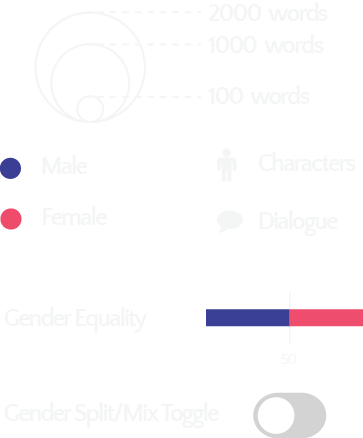 2000 words
1000 words
100 words
Male
Characters
Female
Dialogue
Gender Equality
50
Gender Split/Mix Toggle